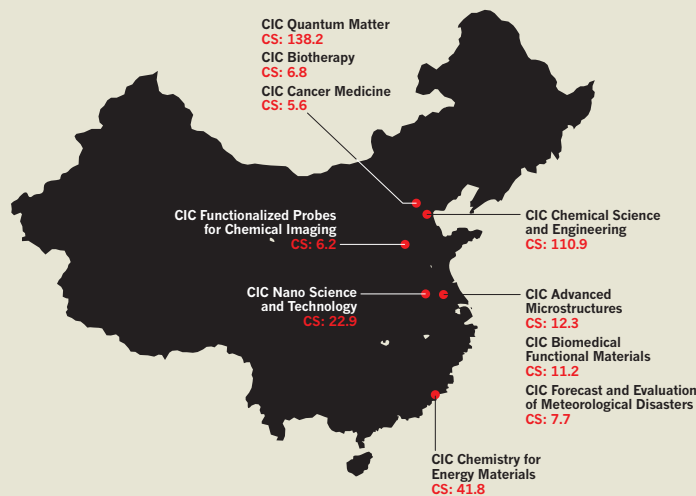 CIC Quantum Matter
CS: 138.2
CIC Biotherapy
CS: 6.8
CIC Cancer Medicine
CS: 5.6
CIC Functionalized Probes
for Chemical Imaging
CS: 6.2
CIC Chemical Science
and Engineering
CS: 110.9
CIC Nano Science
and Technology
CS: 22.9
CIC Advanced
Microstructures
CS: 12.3
CIC Biomedical
Functional Materials
CS: 11.2
CIC Forecast and Evaluation
of Meteorological Disasters
CS: 7.7
CIC Chemistry for
Energy Materials
CS: 41.8